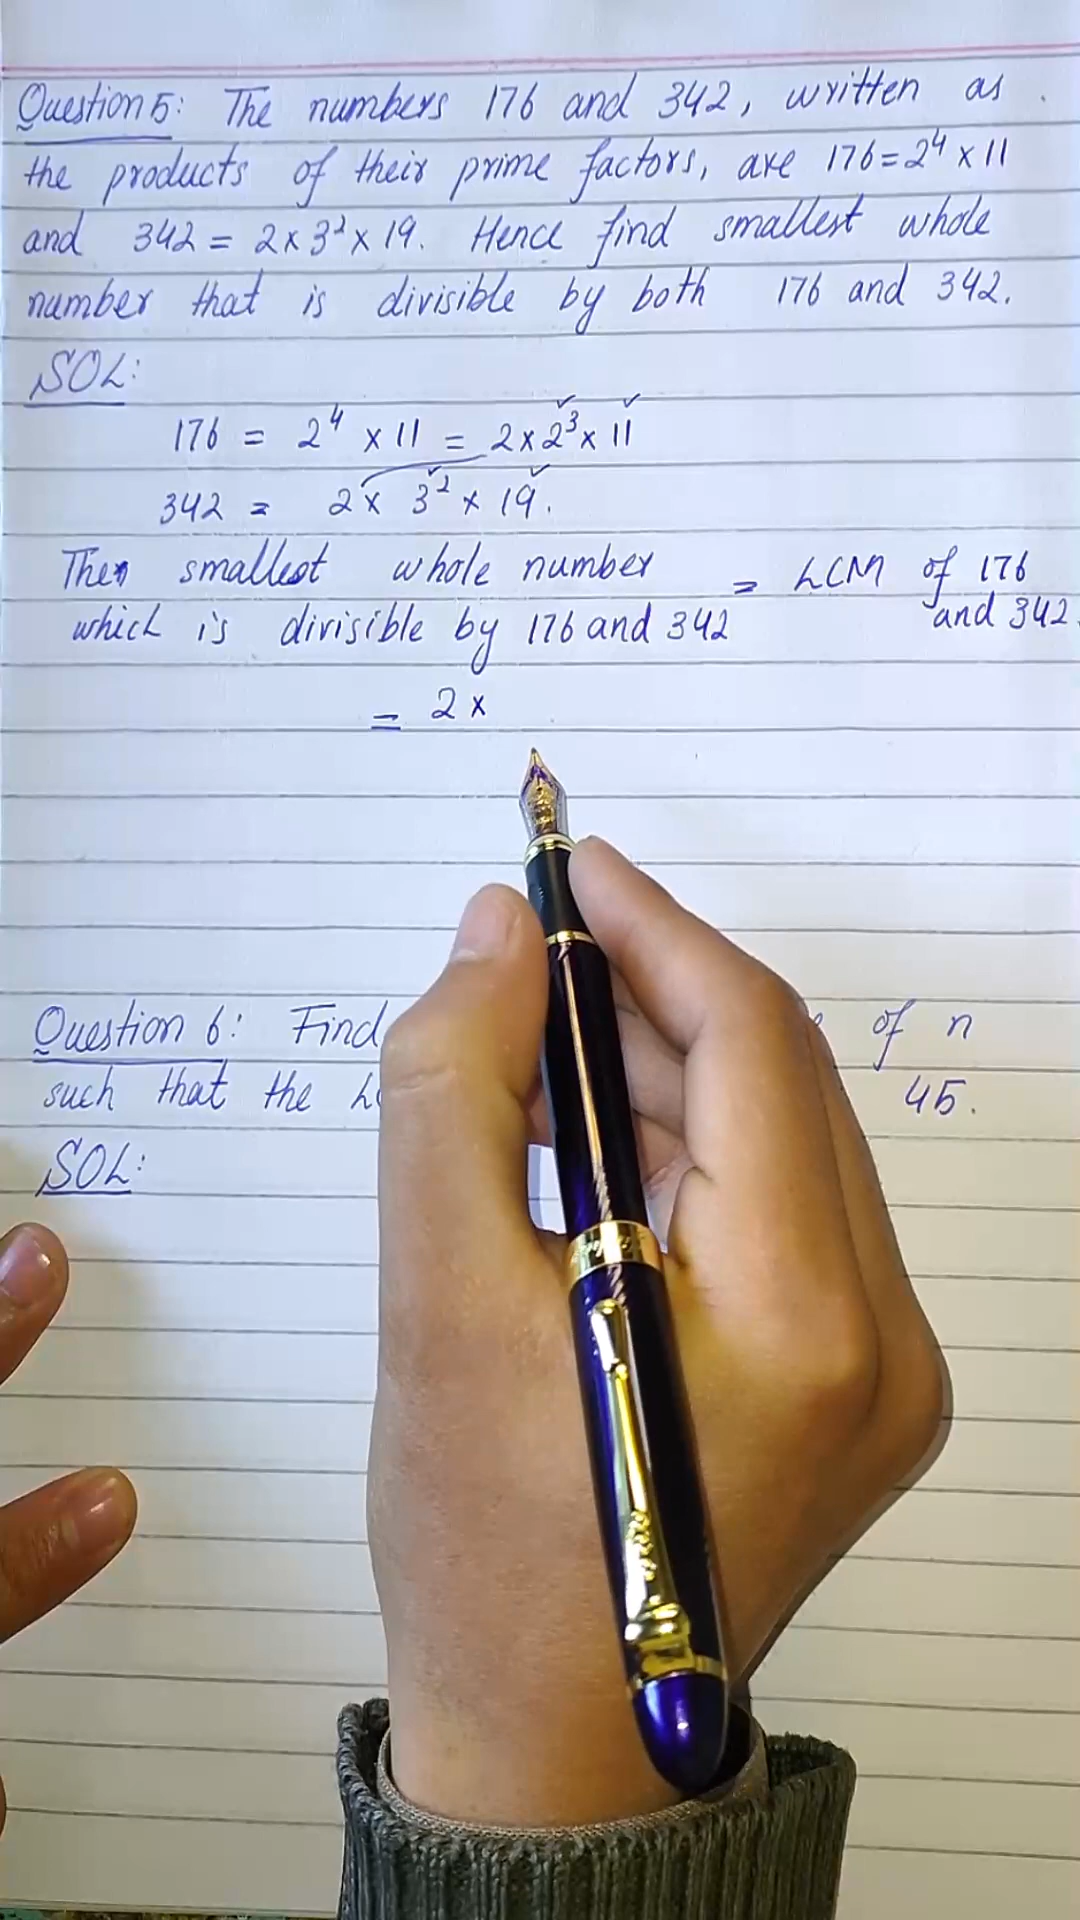 Question 5: The numbers 176 and 342, written as
the products of their prime factors, are 176 = 2⁴ × 11
and 342 = 2 × 3² × 19. Hence find smallest whole
number that is divisible by both 176 and 342.
SOL:
176 = 2⁴ × 11 = 2 × 2³ × 11
342 = 2 × 3² × 19.
The smallest whole number
which is divisible by 176 and 342 = LCM of 176
and 342.
= 2 ×
Question 6: Find of n
such that the 45.
SOL: